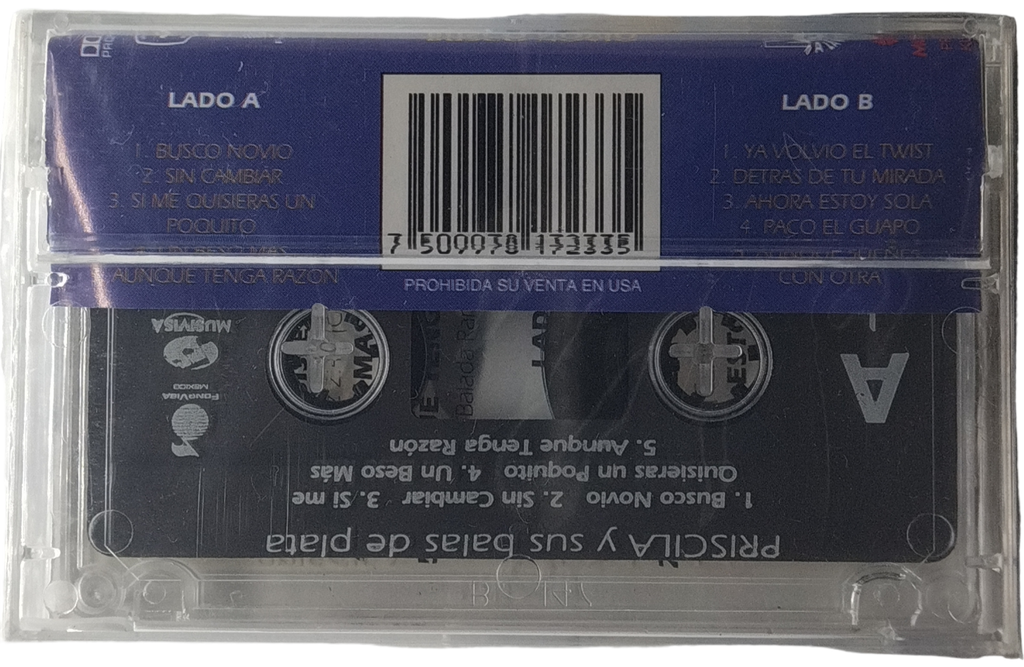 LADO A
1. BUSCO NOVIO
2. SIN CAMBIAR
3. SI ME QUISIERAS UN
POQUITO
AUNQUE TENGA RAZON
PROHIBIDA SU VENTA EN USA
LADO B
1. YA VOLVIO EL TWIST
2. DETRAS DE TU MIRADA
3. AHORA ESTOY SOLA
4. PACO EL GUAPO
CON OTRA
PRISCILA y sus balas de plata
1. Busco Novio 2. Sin Cambiar 3. Si me
Quisieras un Poquito 4. Un Beso Más
5. Aunque Tenga Razón
A
FONOVISA
MEXICO
MUSIVISA